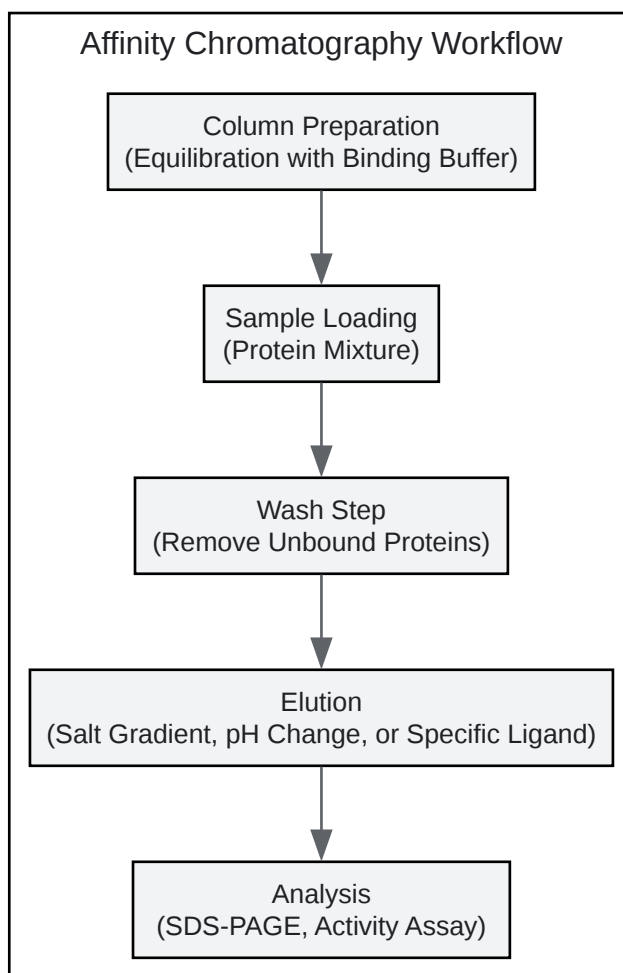 Affinity Chromatography Workflow
Column Preparation
(Equilibration with Binding Buffer)
Sample Loading
(Protein Mixture)
Wash Step
(Remove Unbound Proteins)
Elution
(Salt Gradient, pH Change, or Specific Ligand)
Analysis
(SDS-PAGE, Activity Assay)